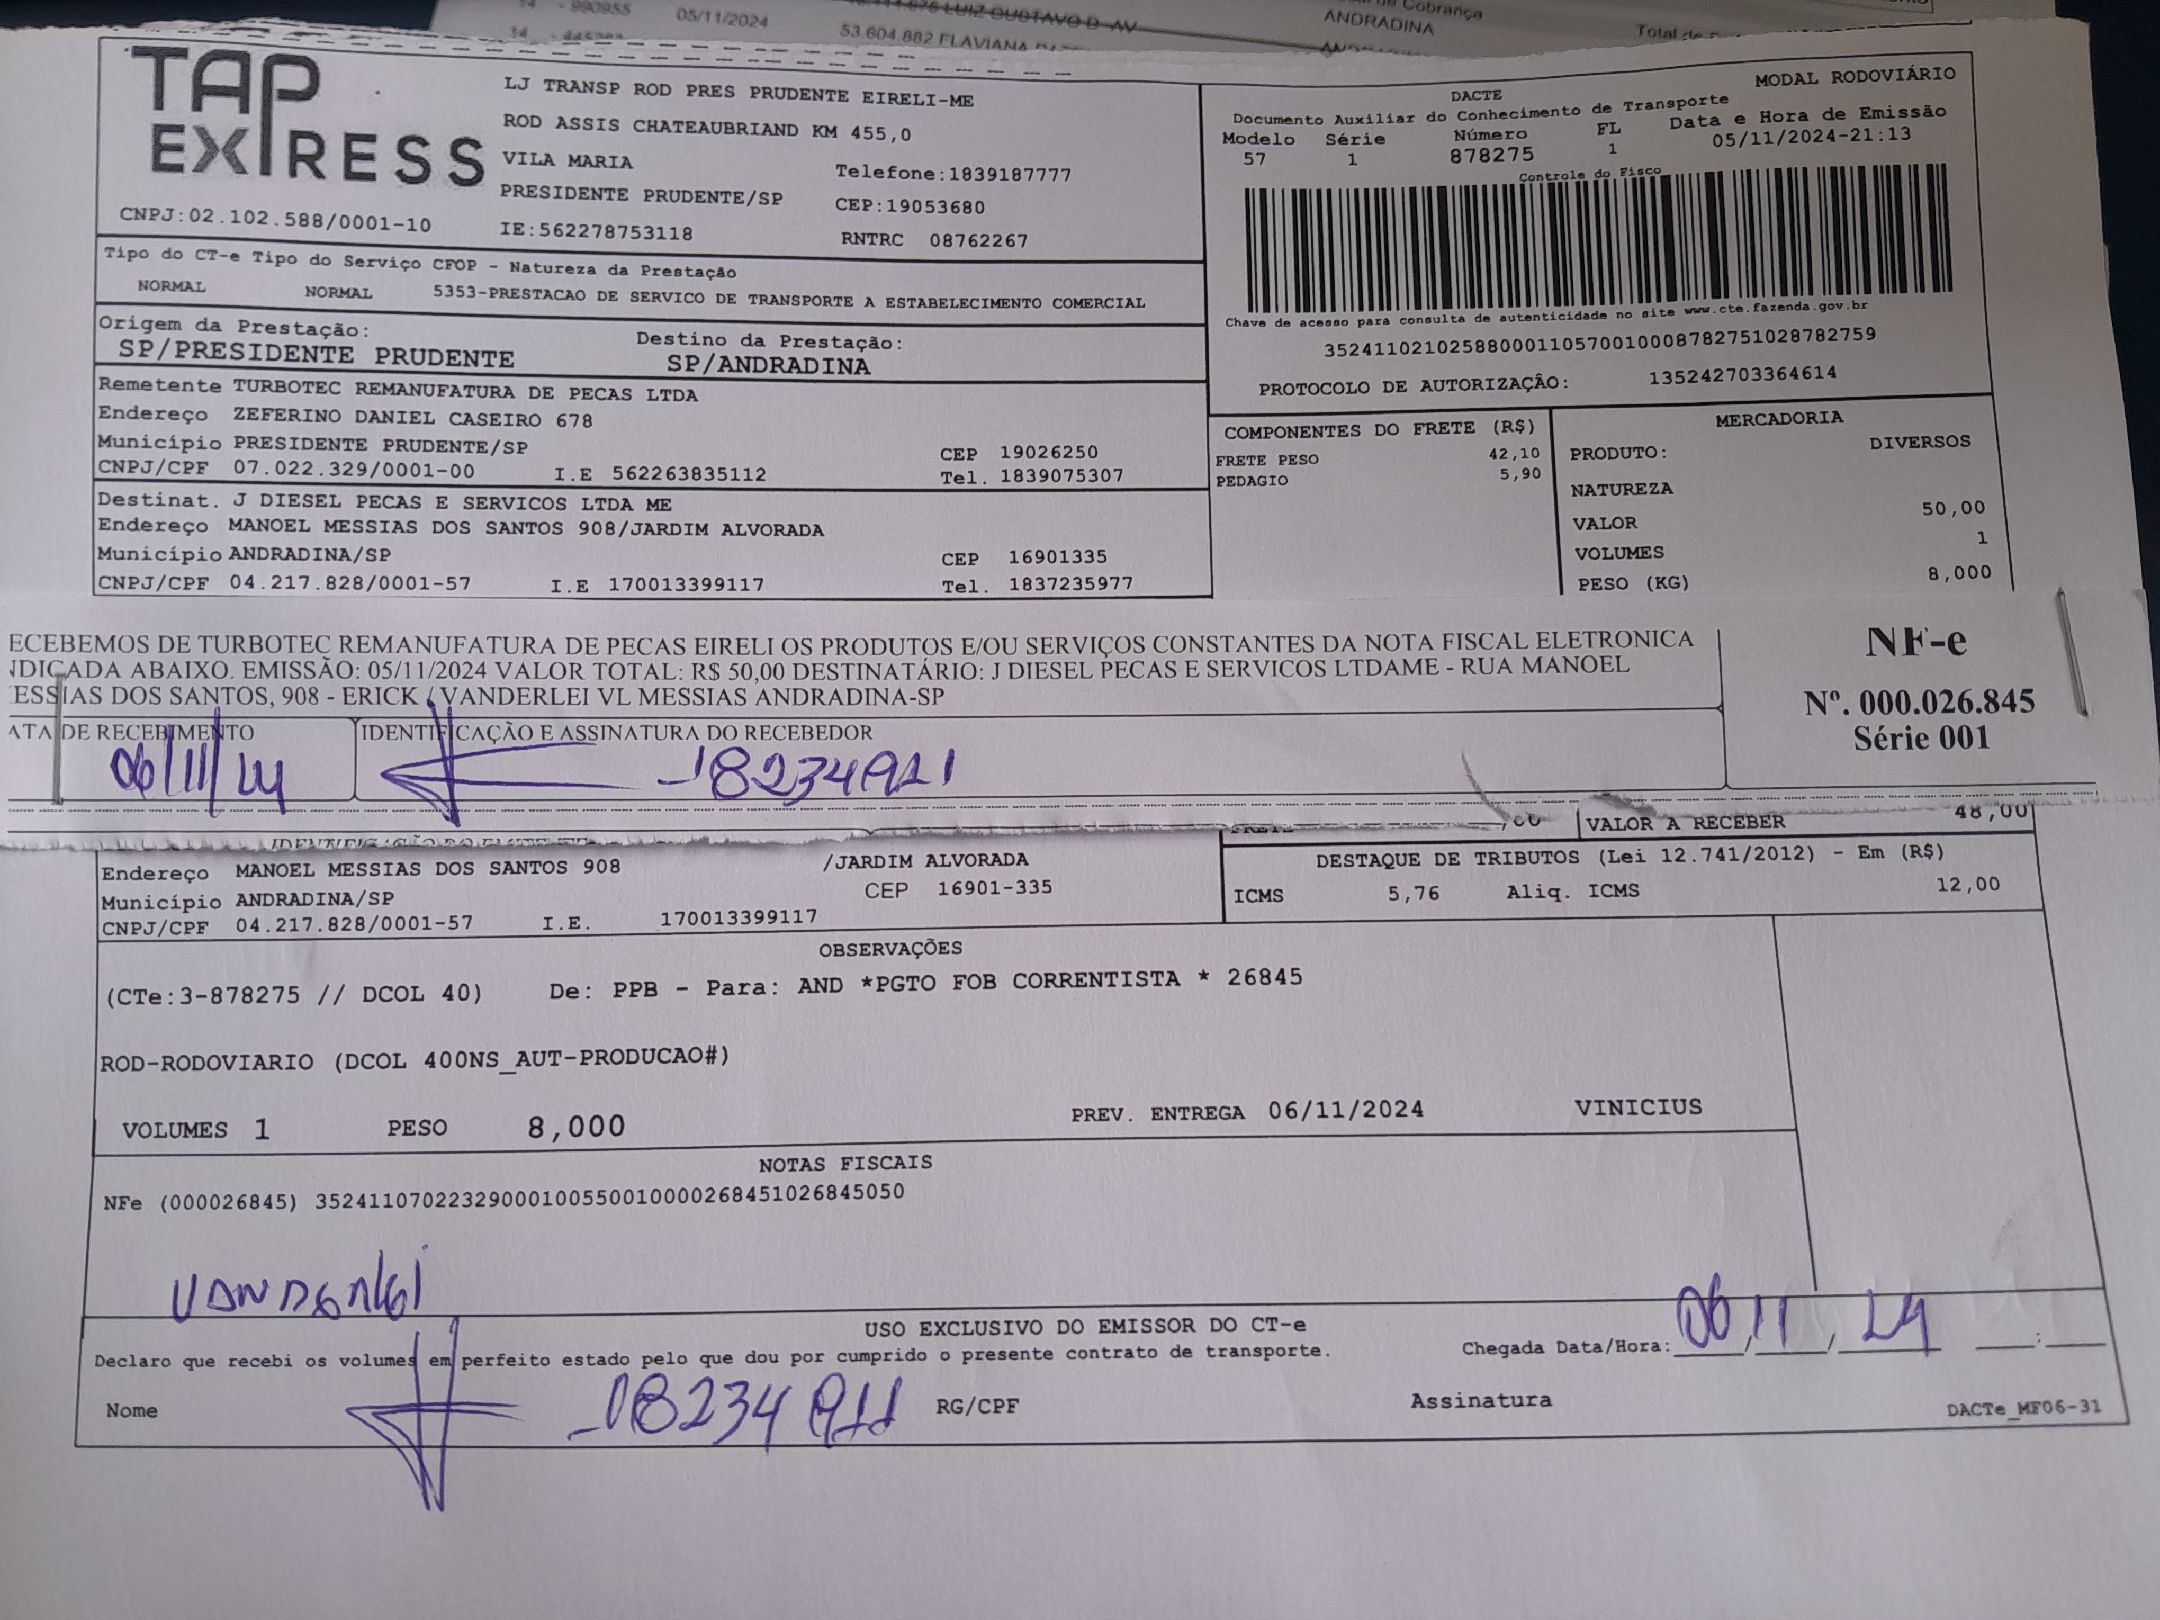 05/11/2024
53.604.882 FLAVIANA
Cobrança
ANDRADINA
TAP EXPRESS
CNPJ:02.102.588/0001-10
LJ TRANSP ROD PRES PRUDENTE EIRELI-ME
ROD ASSIS CHATEAUBRIAND KM 455,0
VILA MARIA Telefone:1839187777
PRESIDENTE PRUDENTE/SP CEP:19053680
IE:562278753118 RNTRC 08762267
MODAL RODOVIÁRIO
DACTE
Documento Auxiliar do Conhecimento de Transporte
Modelo Série Número FL Data e Hora de Emissão
57 1 878275 1 05/11/2024-21:13
Controle do Fisco
Chave de acesso para consulta de autenticidade no site www.cte.fazenda.gov.br
35241102102588000110570010008782751028782759
PROTOCOLO DE AUTORIZAÇÃO: 135242703364614
Tipo do CT-e Tipo do Serviço CFOP - Natureza da Prestação
NORMAL NORMAL 5353-PRESTACAO DE SERVICO DE TRANSPORTE A ESTABELECIMENTO COMERCIAL
Origem da Prestação: Destino da Prestação:
SP/PRESIDENTE PRUDENTE SP/ANDRADINA
Remetente TURBOTEC REMANUFATURA DE PECAS LTDA
Endereço ZEFERINO DANIEL CASEIRO 678
Município PRESIDENTE PRUDENTE/SP CEP 19026250
CNPJ/CPF 07.022.329/0001-00 I.E 562263835112 Tel. 1839075307
Destinat. J DIESEL PECAS E SERVICOS LTDA ME
Endereço MANOEL MESSIAS DOS SANTOS 908/JARDIM ALVORADA
Município ANDRADINA/SP CEP 16901335
CNPJ/CPF 04.217.828/0001-57 I.E 170013399117 Tel. 1837235977
COMPONENTES DO FRETE (R$)
FRETE PESO 42,10
PEDAGIO 5,90
MERCADORIA
PRODUTO: DIVERSOS
NATUREZA
VALOR 50,00
VOLUMES 1
PESO (KG) 8,000
ECEBEMOS DE TURBOTEC REMANUFATURA DE PECAS EIRELI OS PRODUTOS E/OU SERVIÇOS CONSTANTES DA NOTA FISCAL ELETRONICA
NDICADA ABAIXO. EMISSÃO: 05/11/2024 VALOR TOTAL: R$ 50,00 DESTINATÁRIO: J DIESEL PECAS E SERVICOS LTDAME - RUA MANOEL
ESSIAS DOS SANTOS, 908 - ERICK / VANDERLEI VL MESSIAS ANDRADINA-SP
ATA DE RECEBIMENTO IDENTIFICAÇÃO E ASSINATURA DO RECEBEDOR
06/11/24
NF-e
Nº. 000.026.845
Série 001
VALOR A RECEBER 48,00
Endereço MANOEL MESSIAS DOS SANTOS 908 /JARDIM ALVORADA
Município ANDRADINA/SP CEP 16901-335
CNPJ/CPF 04.217.828/0001-57 I.E. 170013399117
DESTAQUE DE TRIBUTOS (Lei 12.741/2012) - Em (R$)
ICMS 5,76 Aliq. ICMS 12,00
OBSERVAÇÕES
(CTe:3-878275 // DCOL 40) De: PPB - Para: AND *PGTO FOB CORRENTISTA * 26845
ROD-RODOVIARIO (DCOL 400NS_AUT-PRODUCAO#)
VOLUMES 1 PESO 8,000 PREV. ENTREGA 06/11/2024 VINICIUS
NOTAS FISCAIS
NFe (000026845) 35241107022329000100550010000268451026845050
VANDERLEI
USO EXCLUSIVO DO EMISSOR DO CT-e
Declaro que recebi os volumes em perfeito estado pelo que dou por cumprido o presente contrato de transporte.
Chegada Data/Hora: 06/11/24 __:__
Nome RG/CPF Assinatura
DACTe_MF06-31